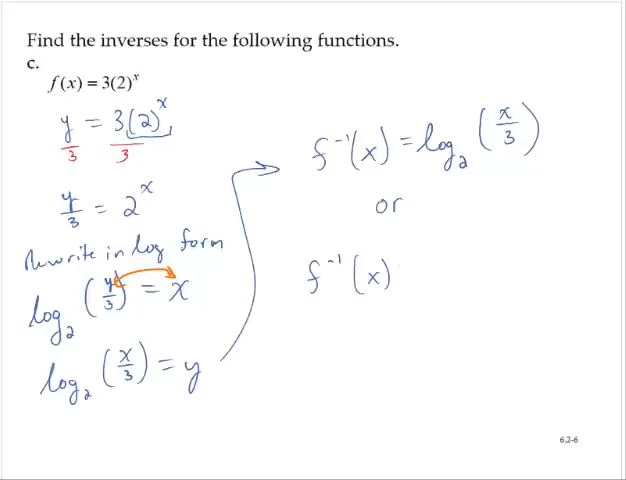 Find the inverses for the following functions.
c.
f(x) = 3(2)^x
y = 3(2)^x
3 3
y/3 = 2^x
Rewrite in log form
log_2 (y/3) = x
log_2 (x/3) = y
f^-1(x) = log_2 (x/3)
or
f^-1(x)
6.2-6